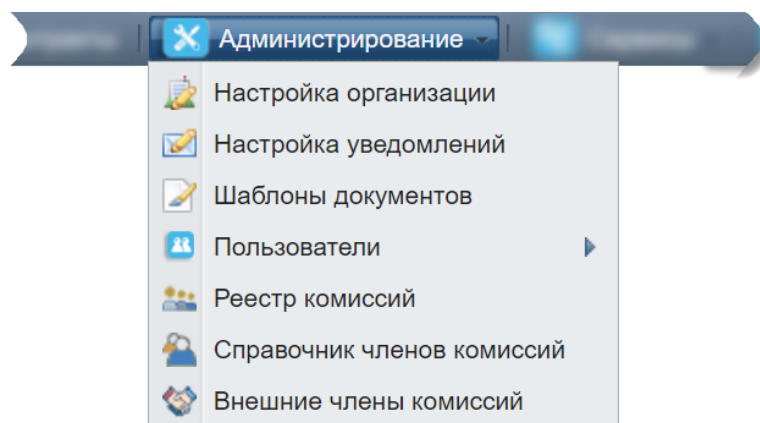 Администрирование
Настройка организации
Настройка уведомлений
Шаблоны документов
Пользователи
Реестр комиссий
Справочник членов комиссий
Внешние члены комиссий